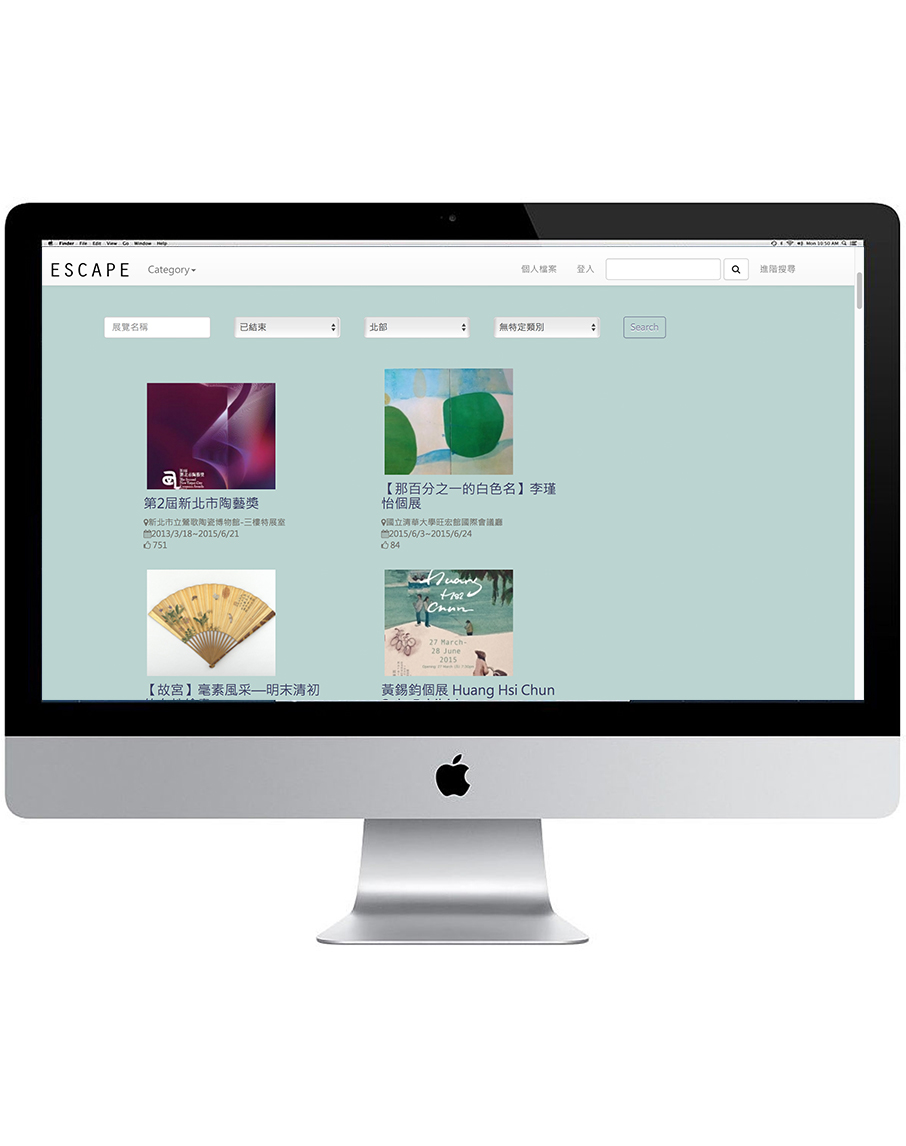 Finder File Edit View Go Window Help
Mon 10:50 AM
ESCAPE Category 個人檔案 登入 進階搜尋
展覽名稱 已結束 北部 無特定類別 Search
第2屆新北市陶藝獎
新北市立鶯歌陶瓷博物館-三樓特展室
2013/3/18~2015/6/21
751
【那百分之一的白色名】李瑾
怡個展
國立清華大學旺宏館國際會議廳
2015/6/3~2015/6/24
84
Huang
Hsi
Chun
27 March-
28 June
2015
【故宮】毫素風采—明末清初
黃錫鈞個展 Huang Hsi Chun